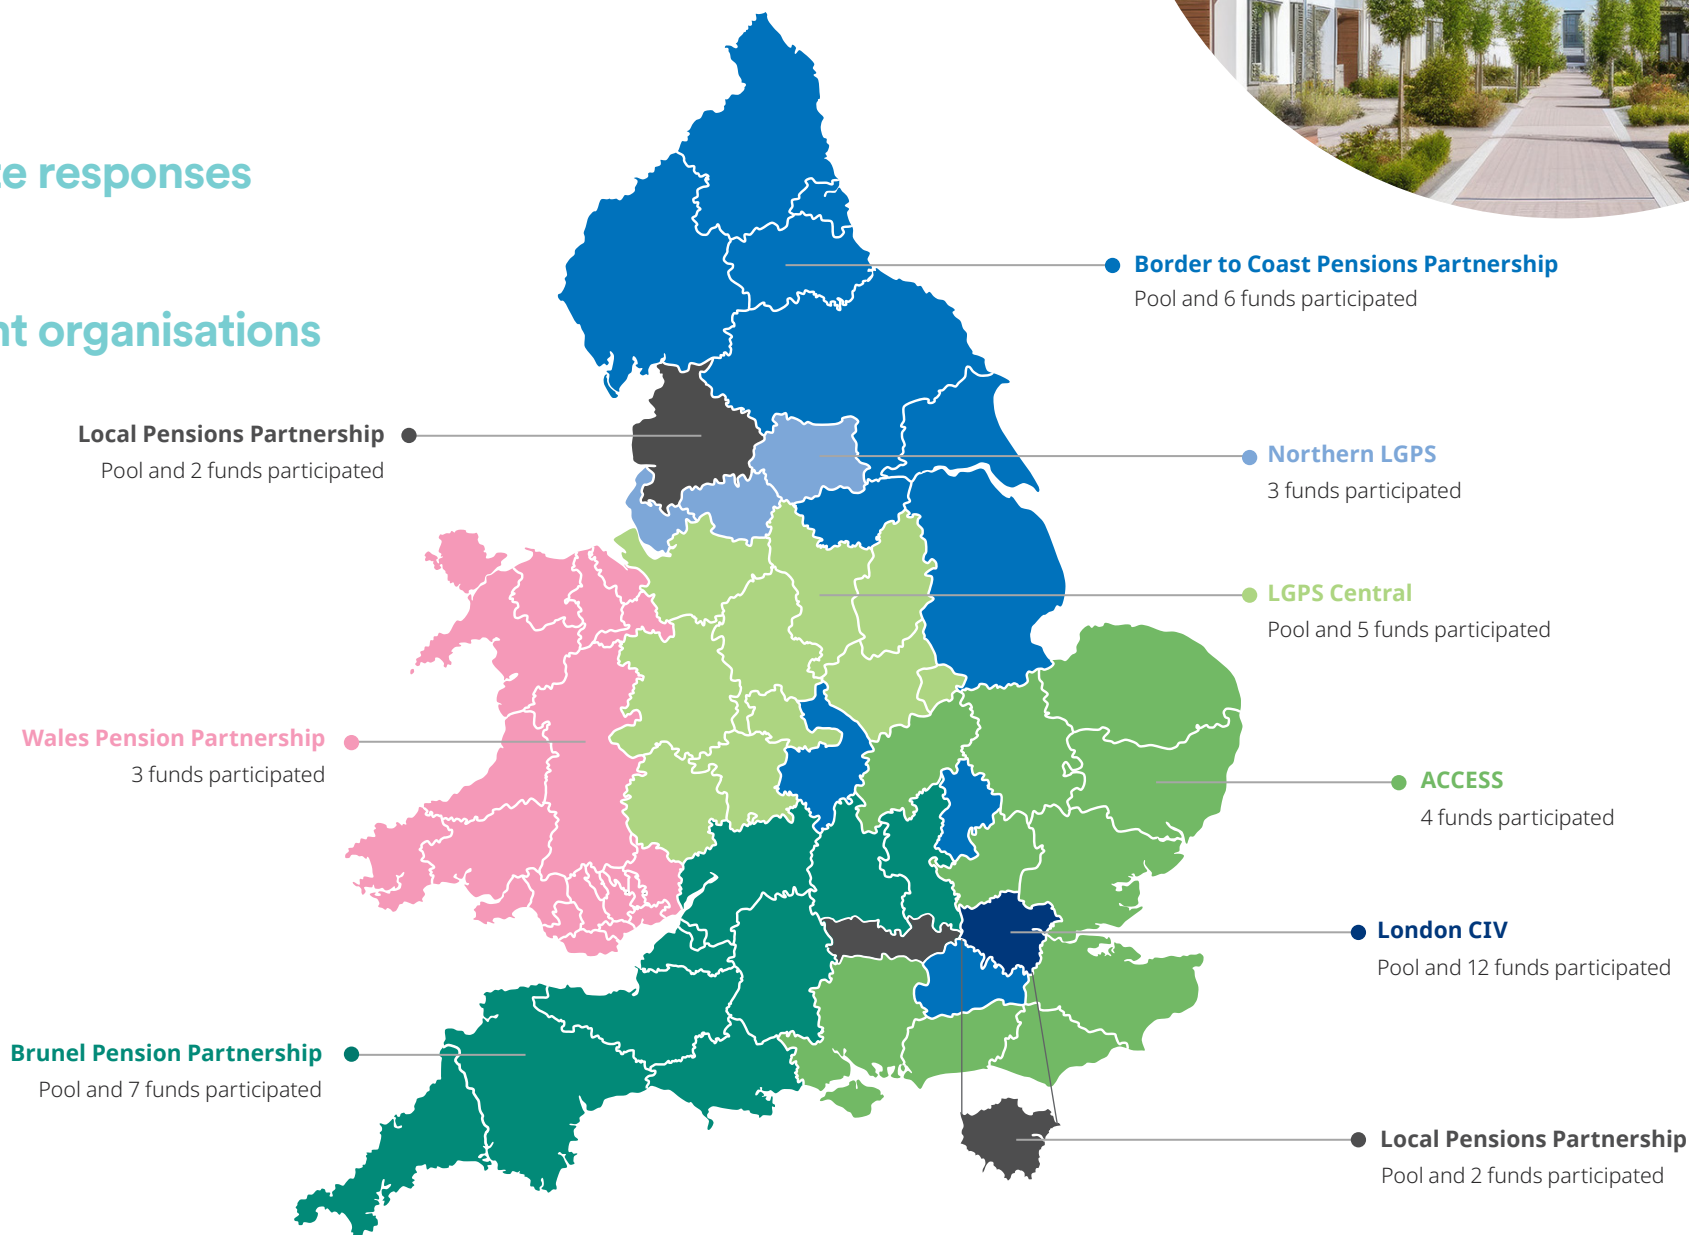 responses
organisations
Border to Coast Pensions Partnership
Pool and 6 funds participated
Local Pensions Partnership
Pool and 2 funds participated
Northern LGPS
3 funds participated
LGPS Central
Pool and 5 funds participated
Wales Pension Partnership
3 funds participated
ACCESS
4 funds participated
London CIV
Pool and 12 funds participated
Brunel Pension Partnership
Pool and 7 funds participated
Local Pensions Partnership
Pool and 2 funds participated